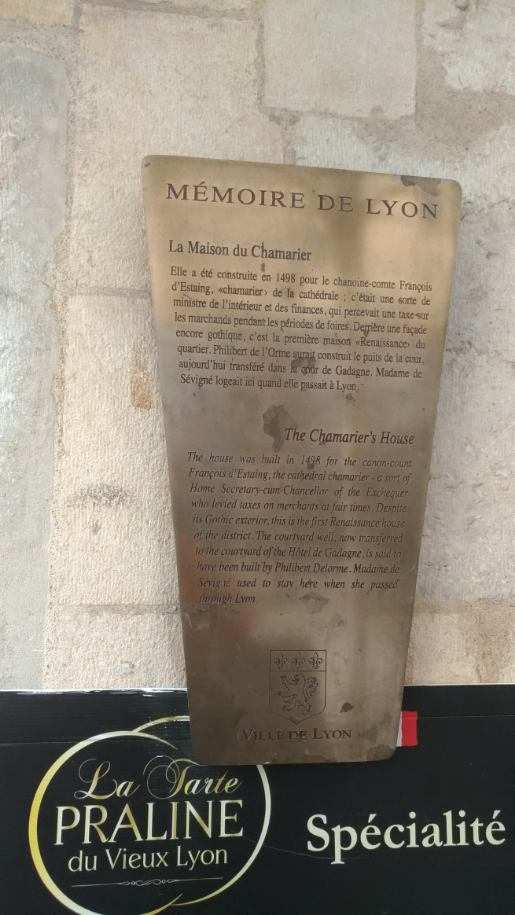 MÉMOIRE DE LYON
La Maison du Chamarier
Elle a été construite en 1498 pour le chanoine-comte François
d'Estaing, «chamarier» de la cathédrale ; c'était une sorte de
ministre de l'intérieur et des finances, qui percevait une taxe sur
les marchands pendant les périodes de foires. Derrière une façade
encore gothique, c'est la première maison «Renaissance» du
quartier. Philibert de l'Orme aurait construit le puits de la cour,
aujourd'hui transféré dans la cour de Gadagne. Madame de
Sévigné logeait ici quand elle passait à Lyon.
The Chamarier's House
The house was built in 1498 for the canon-count
François d'Estaing, the cathedral chamarier - a sort of
Home Secretary-cum-Chancellor of the Exchequer
who levied taxes on merchants at fair times. Despite
its Gothic exterior, this is the first Renaissance house
of the district. The courtyard well, now transferred
to the courtyard of the Hôtel de Gadagne, is said to
have been built by Philibert Delorme. Madame de
Sévigné used to stay here when she passed
through Lyon.
VILLE DE LYON
La Tarte
PRALINE
du Vieux Lyon
Spécialité